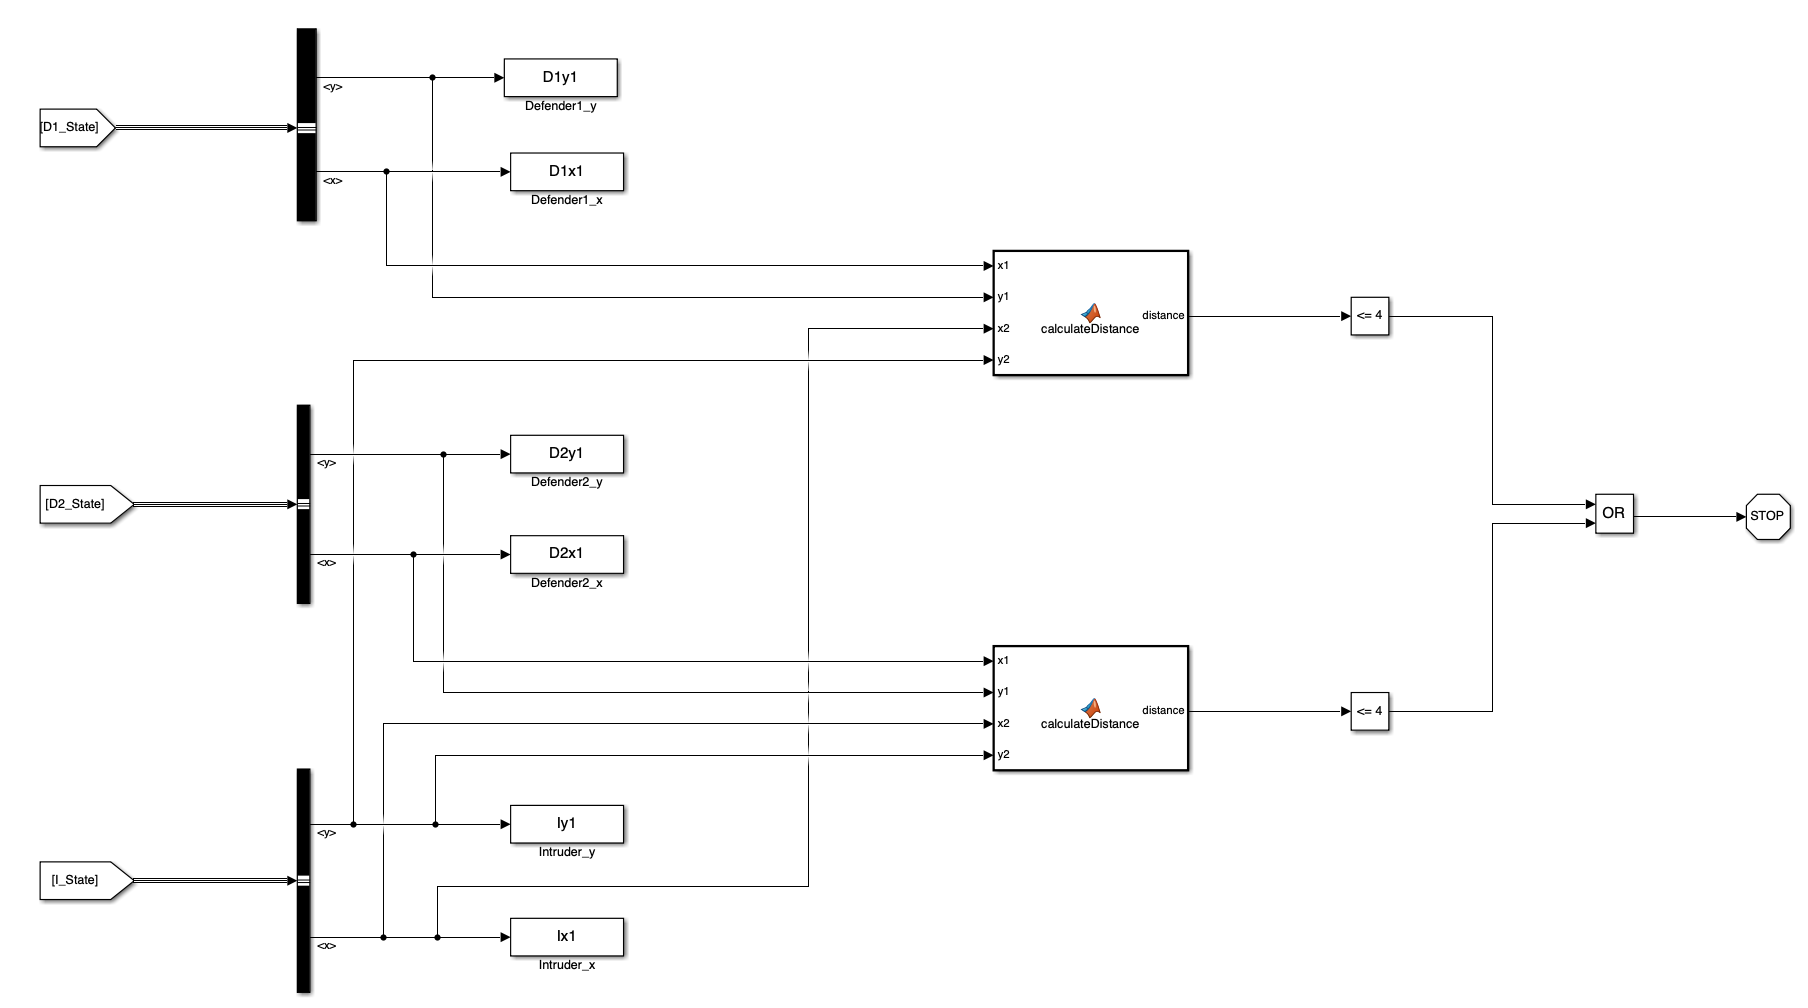 [D1_State]
<y>
<x>
D1y1
Defender1_y
D1x1
Defender1_x
x1
y1
x2
y2
calculateDistance
distance
<= 4
[D2_State]
<y>
<x>
D2y1
Defender2_y
D2x1
Defender2_x
OR
STOP
x1
y1
x2
y2
calculateDistance
distance
<= 4
[I_State]
<y>
<x>
Iy1
Intruder_y
Ix1
Intruder_x